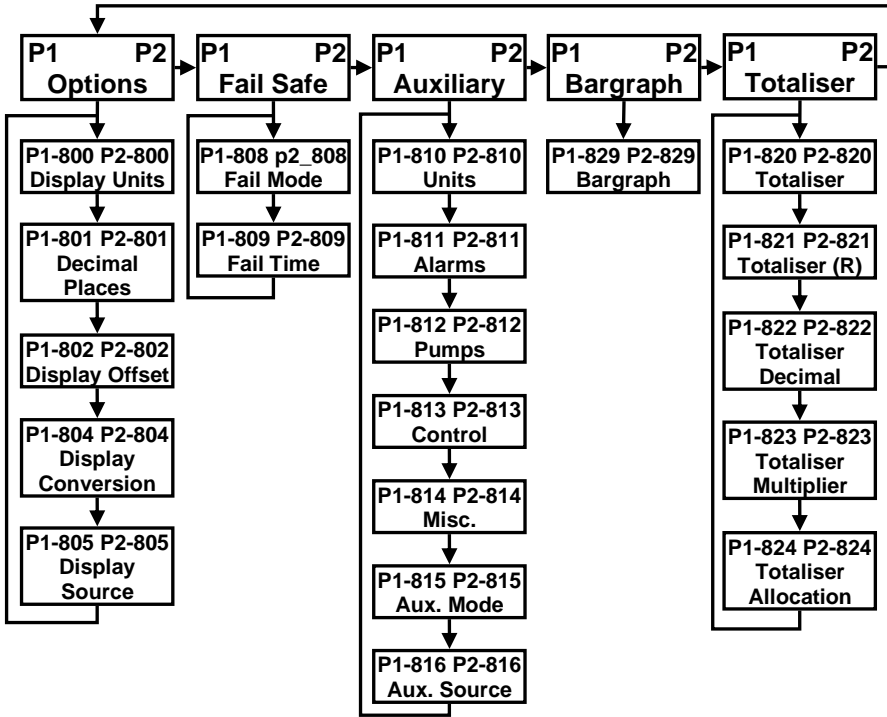 P1 P2
Options
P1 P2
Fail Safe
P1 P2
Auxiliary
P1 P2
Bargraph
P1 P2
Totaliser
P1-800 P2-800
Display Units
P1-801 P2-801
Decimal
Places
P1-802 P2-802
Display Offset
P1-804 P2-804
Display
Conversion
P1-805 P2-805
Display
Source
P1-808 p2_808
Fail Mode
P1-809 P2-809
Fail Time
P1-810 P2-810
Units
P1-811 P2-811
Alarms
P1-812 P2-812
Pumps
P1-813 P2-813
Control
P1-814 P2-814
Misc.
P1-815 P2-815
Aux. Mode
P1-816 P2-816
Aux. Source
P1-829 P2-829
Bargraph
P1-820 P2-820
Totaliser
P1-821 P2-821
Totaliser (R)
P1-822 P2-822
Totaliser
Decimal
P1-823 P2-823
Totaliser
Multiplier
P1-824 P2-824
Totaliser
Allocation